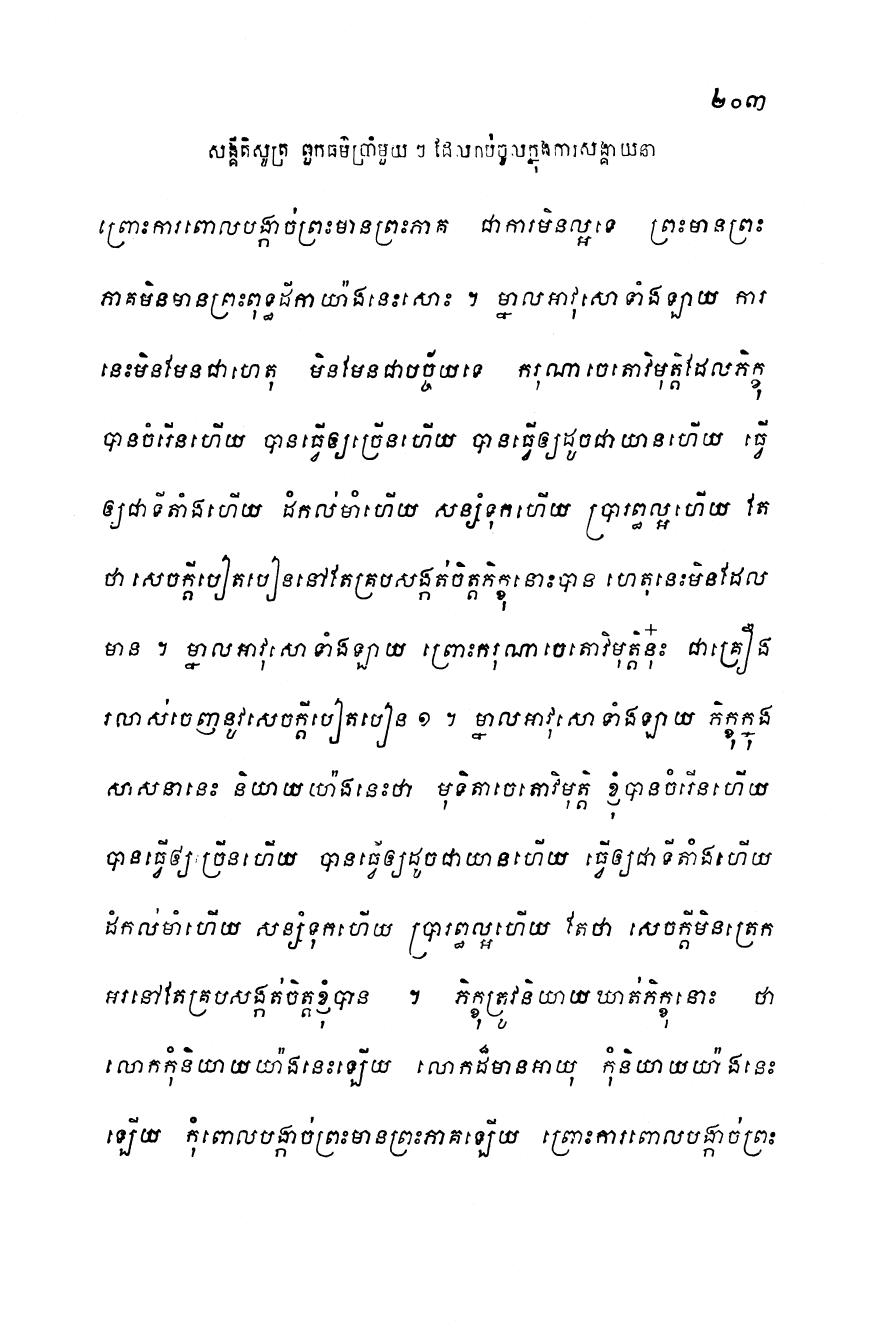 ២០៣
សង្គីតិសូត្រ ពួកធម៌ប្រាំមួយ ៗ ដែលរាប់ចូលក្នុងការសង្គាយនា
ព្រោះការពោលបង្កាច់ព្រះមានព្រះភាគ ជាការមិនល្អទេ ព្រះមានព្រះ
ភាគមិនមានព្រះពុទ្ធដីកាយ៉ាងនេះសោះ ។ ម្នាលអាវុសោទាំងឡាយ ការ
នេះមិនមែនជាហេតុ មិនមែនជាបច្ច័យទេ ករុណាចេតោវិមុត្តិដែលភិក្ខុ
បានចំរើនហើយ បានធ្វើឲ្យច្រើនហើយ បានធ្វើឲ្យដូចជាយានហើយ ធ្វើ
ឲ្យជាទីតាំងហើយ ដំកល់មាំហើយ សន្សំទុកហើយ ប្រារព្ធល្អហើយ តែ
ថា សេចក្តីបៀតបៀននៅតែគ្របសង្កត់ចិត្តភិក្ខុនោះបាន ហេតុនេះមិនដែល
មាន ។ ម្នាលអាវុសោទាំងឡាយ ព្រោះករុណាចេតោវិមុត្តិនុ៎ះ ជាគ្រឿង
រលាស់ចេញនូវសេចក្តីបៀតបៀន ១ ។ ម្នាលអាវុសោទាំងឡាយ ភិក្ខុក្នុង
សាសនានេះ និយាយយ៉ាងនេះថា មុទិតាចេតោវិមុត្តិ ខ្ញុំបានចំរើនហើយ
បានធ្វើឲ្យច្រើនហើយ បានធ្វើឲ្យដូចជាយានហើយ ធ្វើឲ្យជាទីតាំងហើយ
ដំកល់មាំហើយ សន្សំទុកហើយ ប្រារព្ធល្អហើយ តែថា សេចក្តីមិនត្រេក
អរនៅតែគ្របសង្កត់ចិត្តខ្ញុំបាន ។ ភិក្ខុត្រូវនិយាយឃាត់ភិក្ខុនោះ ថា
លោកកុំនិយាយយ៉ាងនេះឡើយ លោកដ៏មានអាយុ កុំនិយាយយ៉ាងនេះ
ឡើយ កុំពោលបង្កាច់ព្រះមានព្រះភាគឡើយ ព្រោះការពោលបង្កាច់ព្រះ